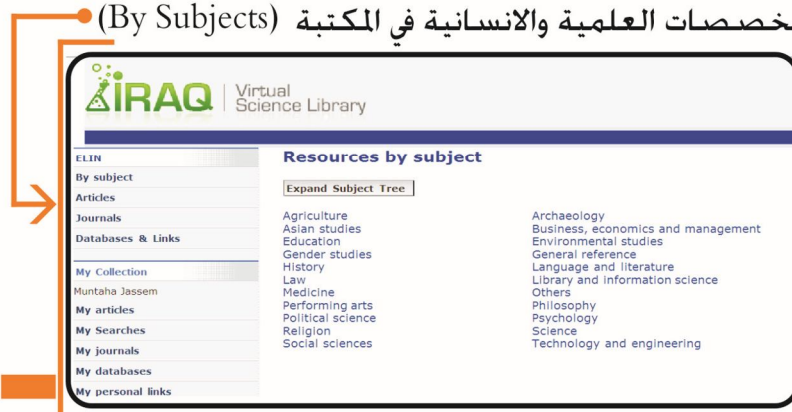 خصصات العلمية والانسانية في المكتبة (By Subjects)
IRAQ Virtual
Science Library
ELIN
By subject
Articles
Journals
Databases & Links
My Collection
Muntaha Jassem
My articles
My Searches
My journals
My databases
My personal links
Resources by subject
Expand Subject Tree
Agriculture
Asian studies
Education
Gender studies
History
Law
Medicine
Performing arts
Political science
Religion
Social sciences
Archaeology
Business, economics and management
Environmental studies
General reference
Language and literature
Library and information science
Others
Philosophy
Psychology
Science
Technology and engineering